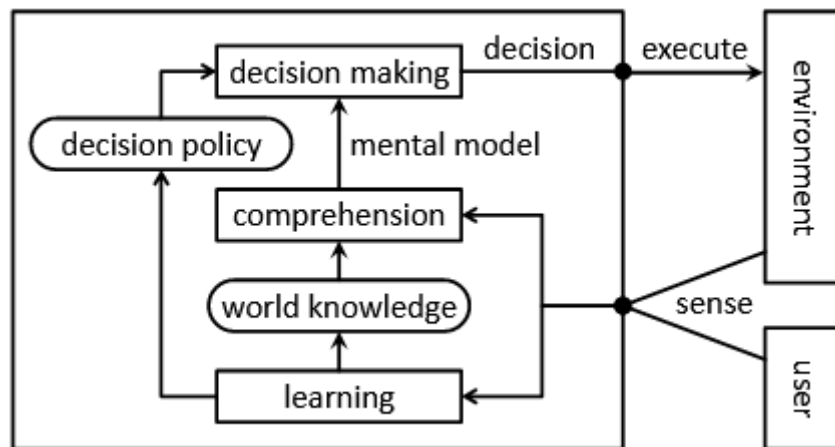 decision making
decision
execute
decision policy
mental model
comprehension
world knowledge
learning
sense
environment
user